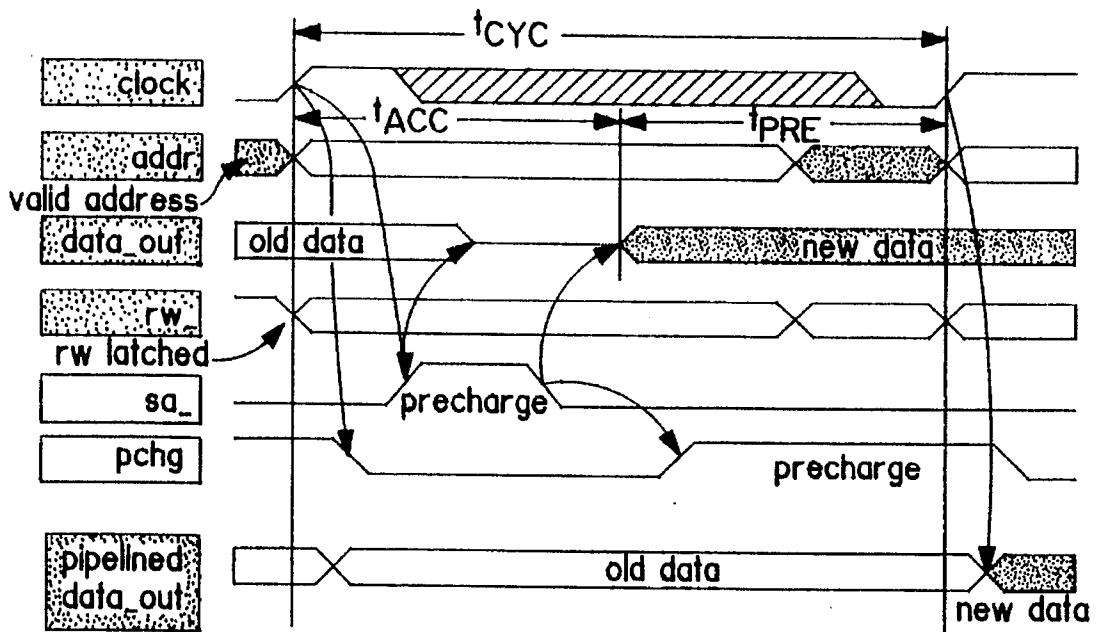 tCYC
clock
tACC
tPRE
addr
valid address
data_out
old data
new data
rw_
rw latched
sa_
precharge
pchg
precharge
pipelined
data_out
old data
new data